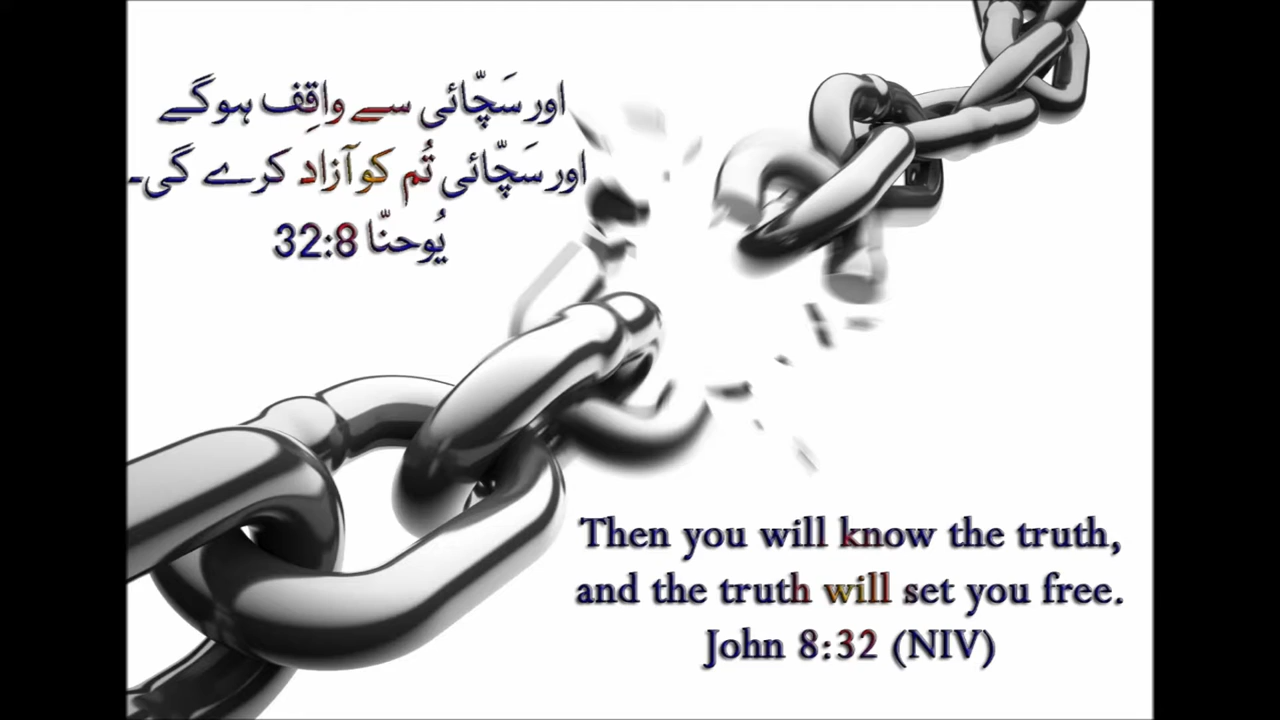 اور سَچّائی سے واقِف ہوگے
اور سَچّائی تُم کو آزاد کرے گی۔
یُوحنّا 32:8
Then you will know the truth,
and the truth will set you free.
John 8:32 (NIV)